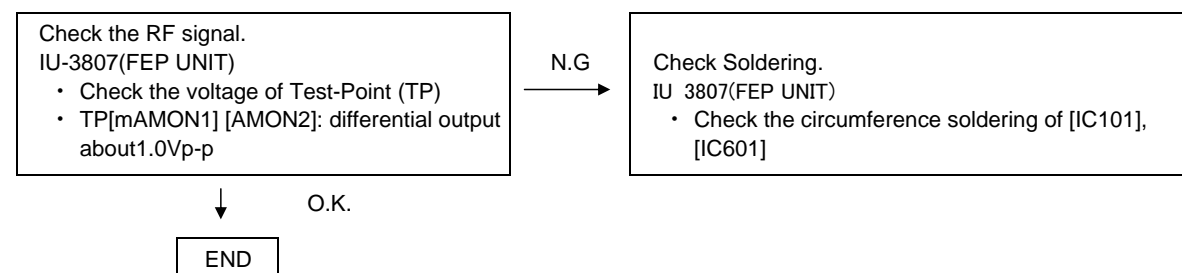 Check the RF signal.
IU-3807(FEP UNIT)
・ Check the voltage of Test-Point (TP)
・ TP[mAMON1] [AMON2]: differential output
about1.0Vp-p
N.G
Check Soldering.
IU 3807(FEP UNIT)
・ Check the circumference soldering of [IC101],
[IC601]
O.K.
END